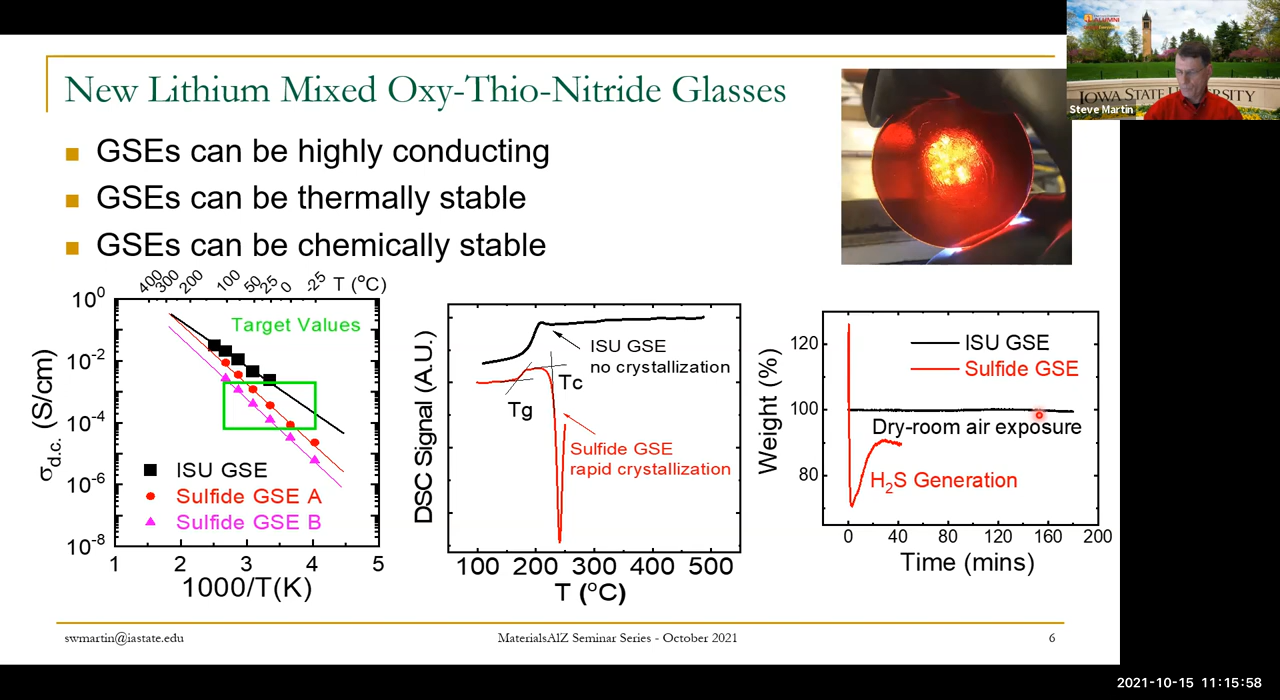 New Lithium Mixed Oxy-Thio-Nitride Glasses
ALUMNI
IOWA STATE UNIVERSITY
Steve Martin
■ GSEs can be highly conducting
■ GSEs can be thermally stable
■ GSEs can be chemically stable
400 300 200 100 50 25 0 -25 T (°C)
10⁰
10⁻²
10⁻⁴
10⁻⁶
10⁻⁸
σd.c. (S/cm)
Target Values
ISU GSE
Sulfide GSE A
Sulfide GSE B
1 2 3 4 5
1000/T(K)
DSC Signal (A.U.)
ISU GSE
no crystallization
Tc
Tg
Sulfide GSE
rapid crystallization
100 200 300 400 500
T (°C)
Weight (%)
120
100
80
ISU GSE
Sulfide GSE
Dry-room air exposure
H₂S Generation
0 40 80 120 160 200
Time (mins)
swmartin@iastate.edu
MaterialsAlZ Seminar Series - October 2021
6
2021-10-15 11:15:58